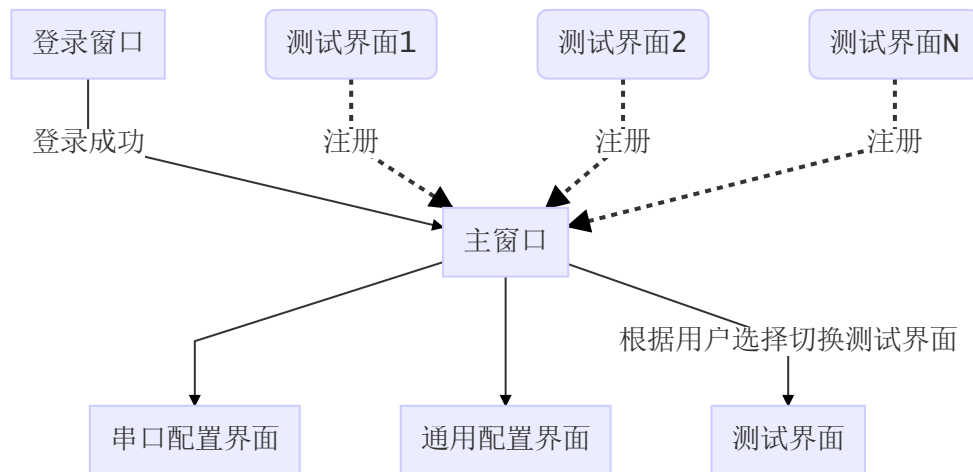 登录窗口
测试界面1
测试界面2
测试界面N
登录成功
注册
注册
注册
主窗口
根据用户选择切换测试界面
串口配置界面
通用配置界面
测试界面